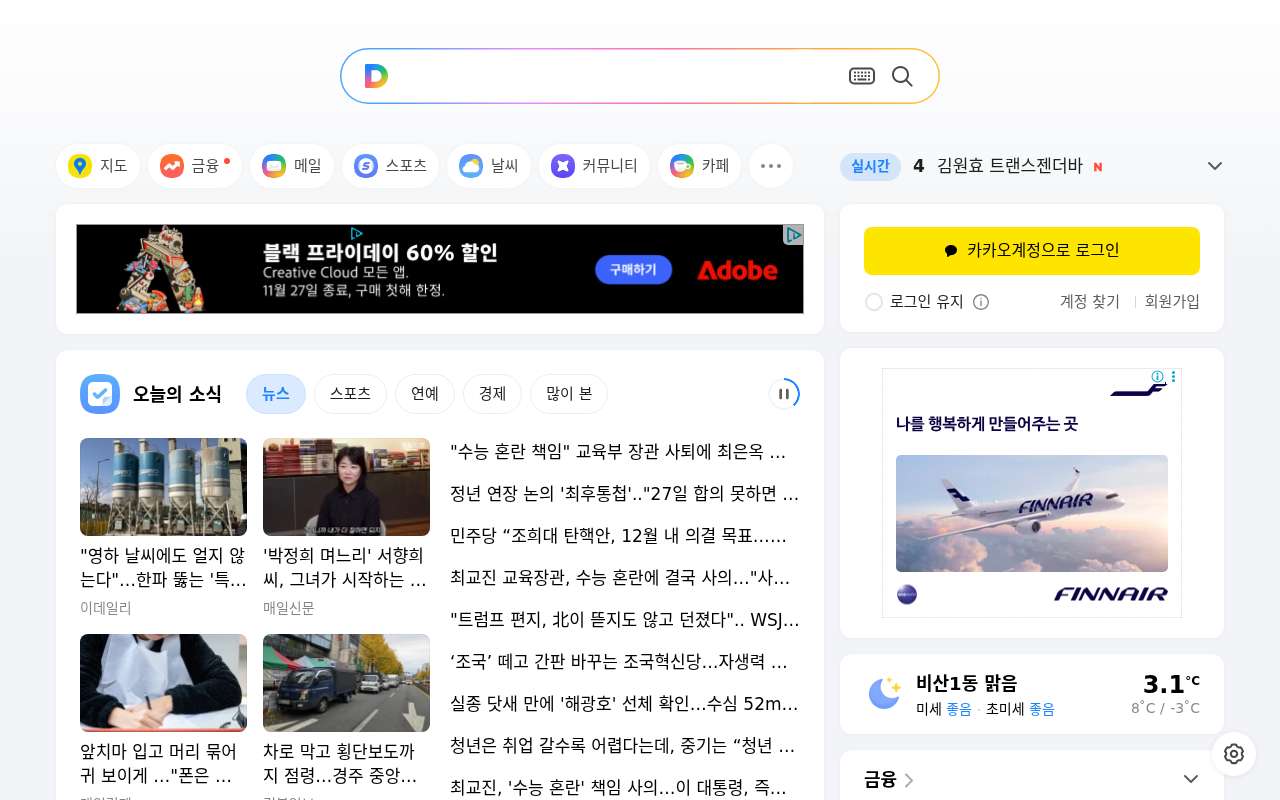 지도
금융
메일
스포츠
날씨
커뮤니티
카페
실시간 4 김원효 트랜스젠더바 N
블랙 프라이데이 60% 할인
Creative Cloud 모든 앱.
11월 27일 종료, 구매 첫해 한정.
구매하기
Adobe
카카오계정으로 로그인
로그인 유지
계정 찾기
회원가입
오늘의 소식
뉴스
스포츠
연예
경제
많이 본
"영하 날씨에도 얼지 않
는다"…한파 뚫는 '특…
이데일리
'박정희 며느리' 서향희
씨, 그녀가 시작하는 …
매일신문
앞치마 입고 머리 묶어
귀 보이게 …"폰은 …
차로 막고 횡단보도까
지 점령…경주 중앙…
"수능 혼란 책임" 교육부 장관 사퇴에 최은옥 …
정년 연장 논의 '최후통첩'.."27일 합의 못하면 …
민주당 “조희대 탄핵안, 12월 내 의결 목표……
최교진 교육장관, 수능 혼란에 결국 사의…"사…
"트럼프 편지, 北이 뜯지도 않고 던졌다".. WSJ…
‘조국’ 떼고 간판 바꾸는 조국혁신당…자생력 …
실종 닷새 만에 '해광호' 선체 확인…수심 52m…
청년은 취업 갈수록 어렵다는데, 중기는 “청년 …
최교진, '수능 혼란' 책임 사의…이 대통령, 즉…
나를 행복하게 만들어주는 곳
FINNAIR
FINNAIR
비산1동 맑음
미세 좋음 · 초미세 좋음
3.1°C
8˚C / -3˚C
금융